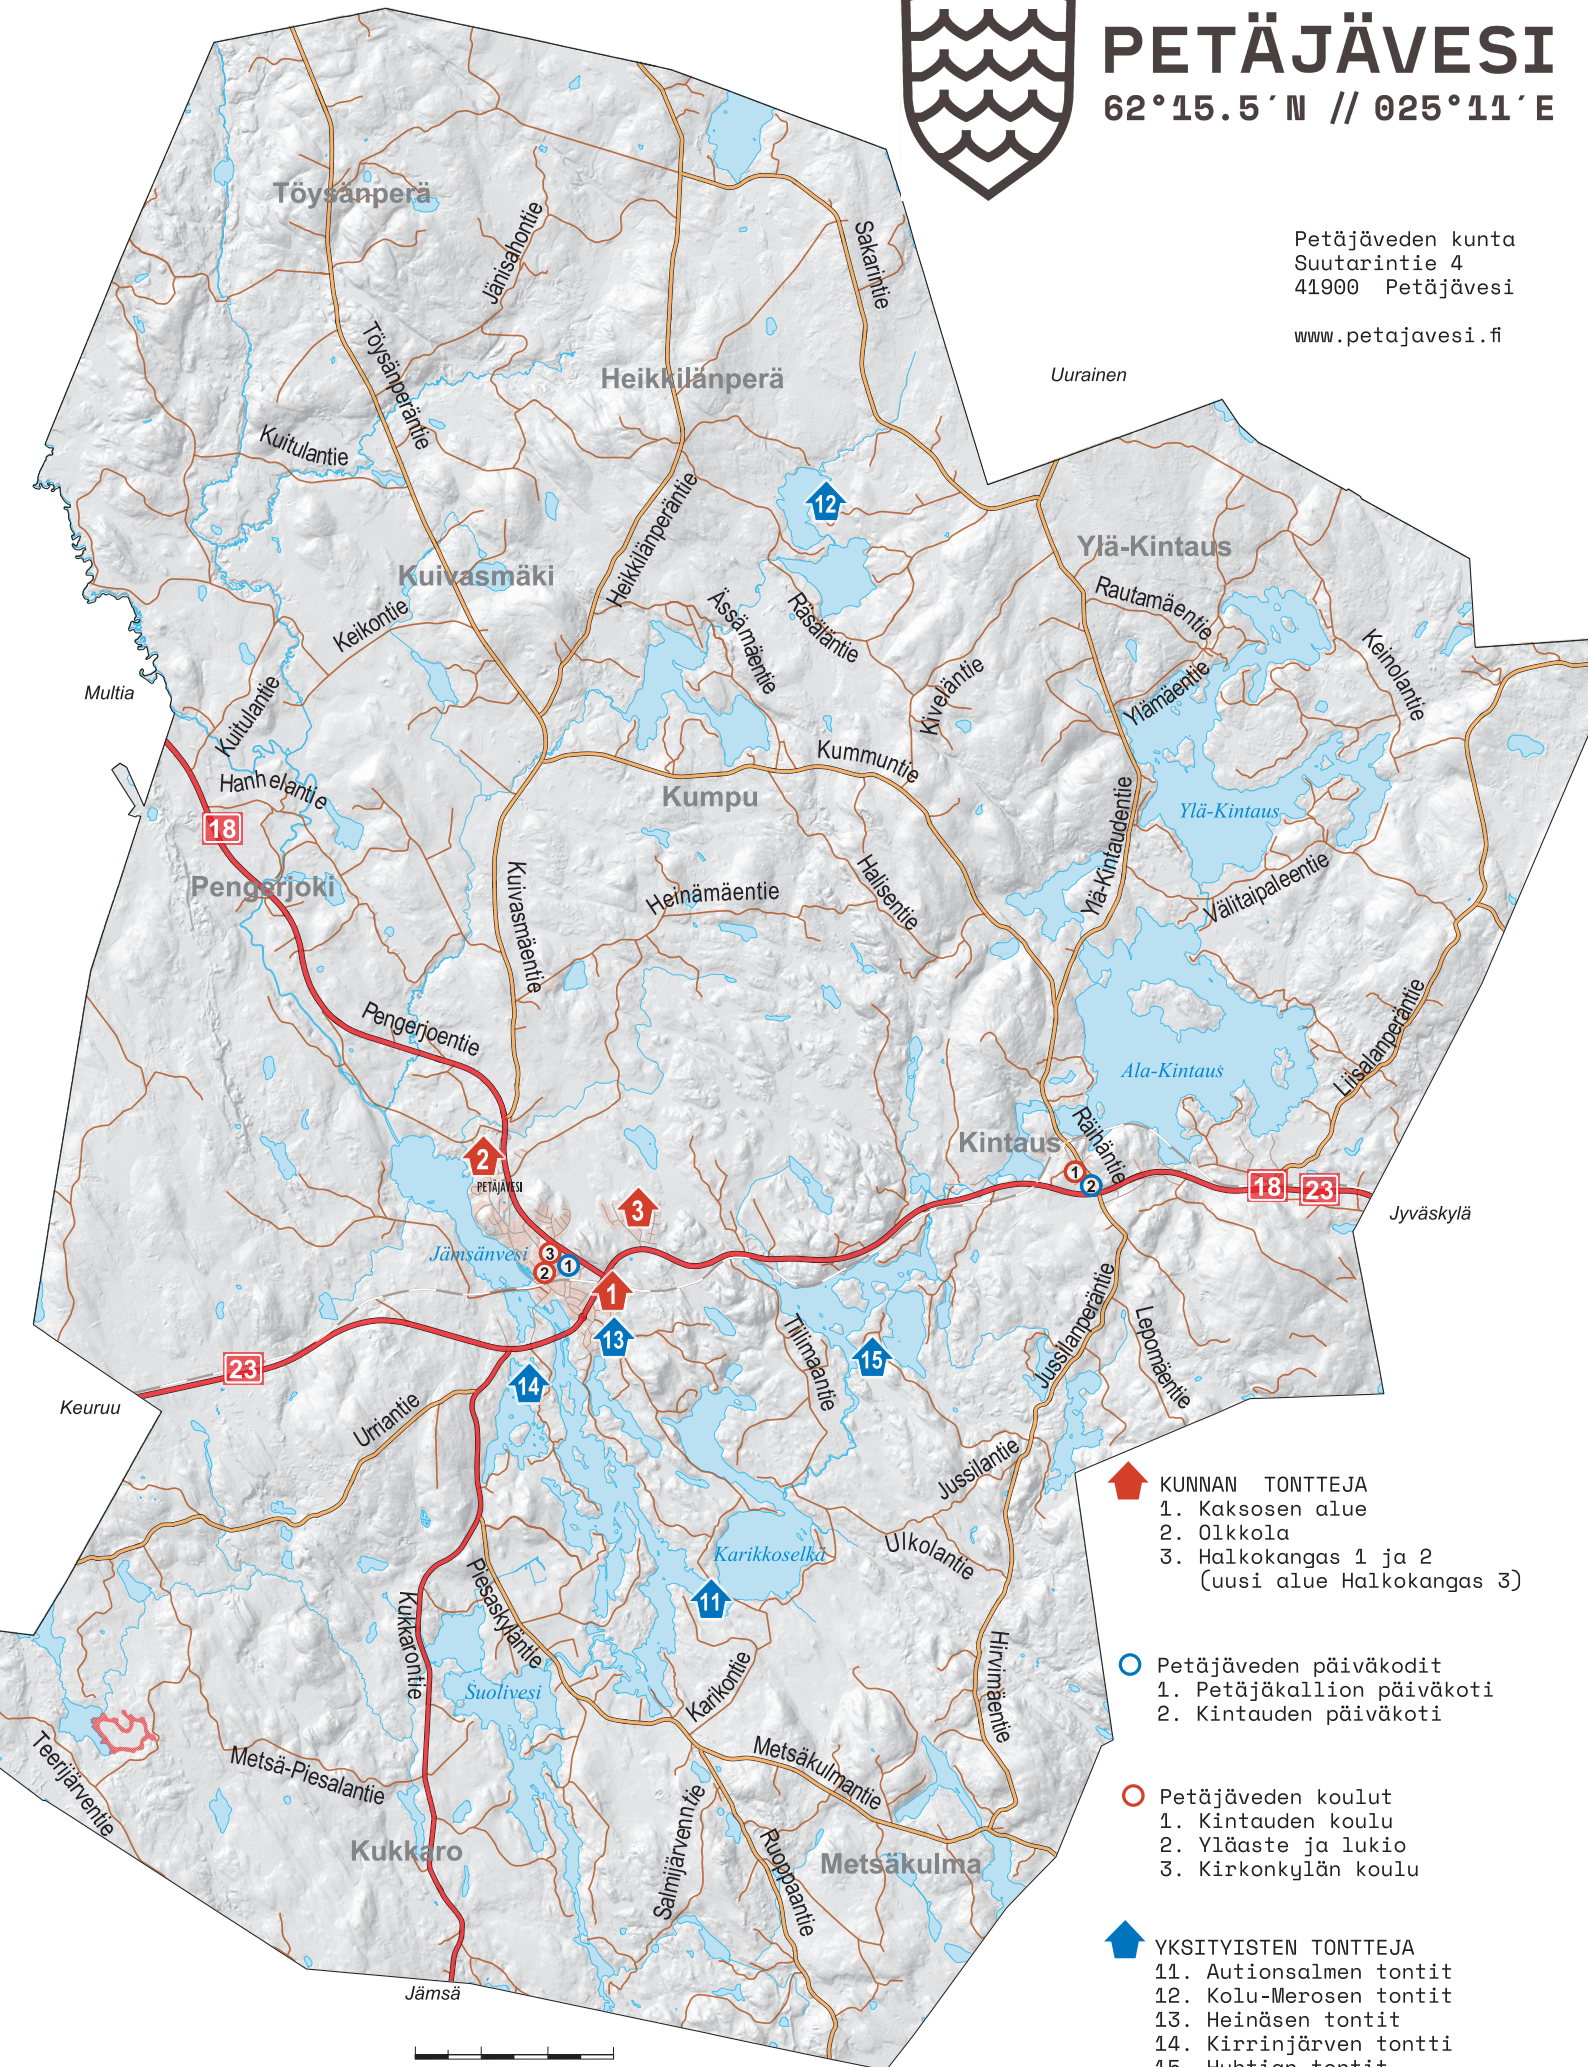 PETÄJÄVESI
62°15.5′N // 025°11′E
Petäjäveden kunta
Suutarintie 4
41900 Petäjävesi
www.petajavesi.fi
Uurainen
Töysänperä
Jänisahontie
Sakarintie
Töysänperäntie
Heikkilänperä
Kuitulantie
12
Heikkilänperäntie
Ylä-Kintaus
Kuivasmäki
Rautamäentie
Keikontie
Ässämäentie
Räsäläntie
Keinolantie
Multia
Kuitulantie
Kiveläntie
Ylämäentie
Kummuntie
Hanhelantie
Kumpu
Ylä-Kintaus
18
Ylä-Kintaudentie
Pengerjoki
Kuivasmäentie
Heinämäentie
Halisentie
Välitaipaleentie
Pengerjoentie
Liisalanperäntie
Ala-Kintaus
Kintaus
Räihäntie
2
PETÄJÄVESI
1
2
18
23
3
Jyväskylä
Jämsänvesi
3
1
2
1
13
Tiilimaantie
15
Jussilanperäntie
Lepomäentie
23
14
Keuruu
Urriantie
Jussilantie
KUNNAN TONTTEJA
1. Kaksosen alue
2. Olkkola
3. Halkokangas 1 ja 2
(uusi alue Halkokangas 3)
Karikkoselkä
Ulkolantie
Piesaskyläntie
11
Kukkarontie
Hirvimäentie
Petäjäveden päiväkodit
1. Petäjäkallion päiväkoti
2. Kintauden päiväkoti
Suolivesi
Karikontie
Teerijärventie
Metsä-Piesalantie
Metsäkulmantie
Petäjäveden koulut
1. Kintauden koulu
2. Yläaste ja lukio
3. Kirkonkylän koulu
Kukkaro
Salmijärvenntie
Ruoppaantie
Metsäkulma
YKSITYISTEN TONTTEJA
11. Autionsalmen tontit
12. Kolu-Merosen tontit
13. Heinäsen tontit
14. Kirrinjärven tontti
15. Huhtian tontit
Jämsä